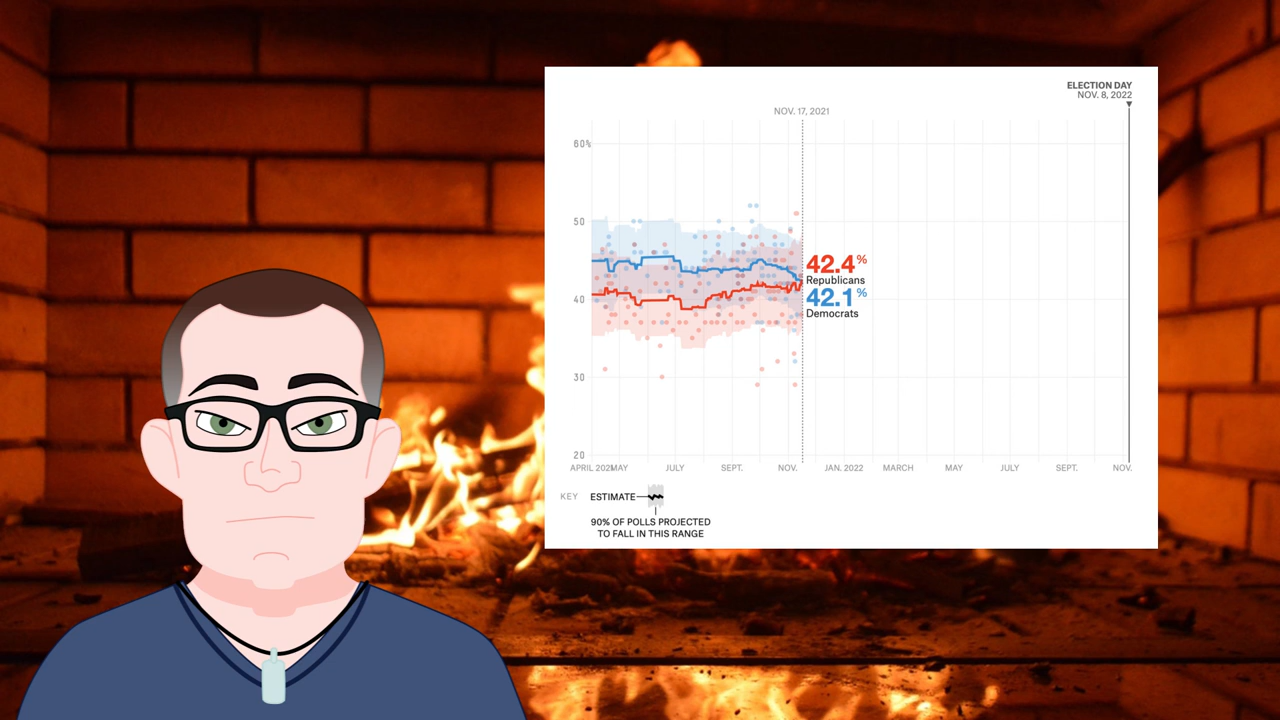 ELECTION DAY
NOV. 8, 2022
NOV. 17, 2021
60%
50
42.4%
Republicans
40
42.1%
Democrats
30
20
APRIL 2021 MAY JULY SEPT. NOV. JAN. 2022 MARCH MAY JULY SEPT. NOV.
KEY ESTIMATE
90% OF POLLS PROJECTED
TO FALL IN THIS RANGE